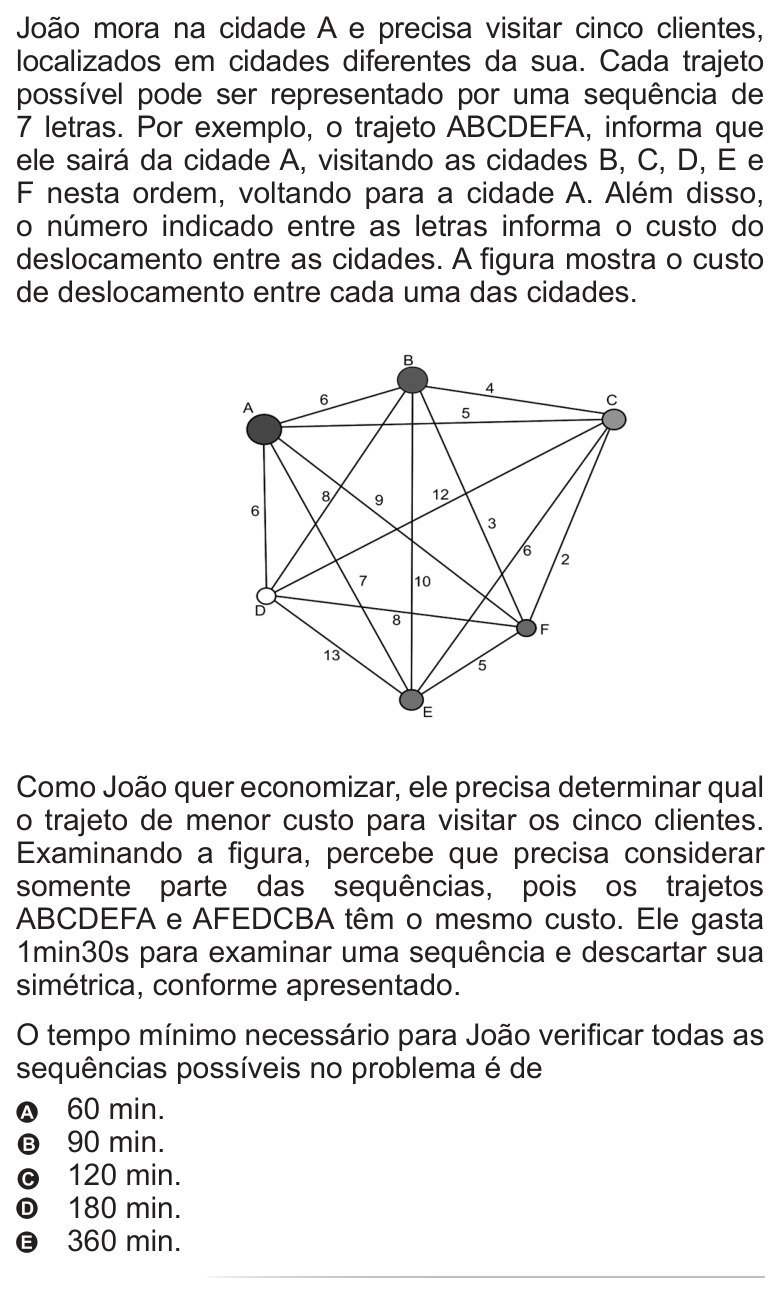 João mora na cidade A e precisa visitar cinco clientes,
localizados em cidades diferentes da sua. Cada trajeto
possível pode ser representado por uma sequência de
7 letras. Por exemplo, o trajeto ABCDEFA, informa que
ele sairá da cidade A, visitando as cidades B, C, D, E e
F nesta ordem, voltando para a cidade A. Além disso,
o número indicado entre as letras informa o custo do
deslocamento entre as cidades. A figura mostra o custo
de deslocamento entre cada uma das cidades.
B
4
6
C
A
5
8
9
12
6
3
6
2
7
10
D
8
F
13
5
E
Como João quer economizar, ele precisa determinar qual
o trajeto de menor custo para visitar os cinco clientes.
Examinando a figura, percebe que precisa considerar
somente parte das sequências, pois os trajetos
ABCDEFA e AFEDCBA têm o mesmo custo. Ele gasta
1min30s para examinar uma sequência e descartar sua
simétrica, conforme apresentado.
O tempo mínimo necessário para João verificar todas as
sequências possíveis no problema é de
A 60 min.
B 90 min.
C 120 min.
D 180 min.
E 360 min.